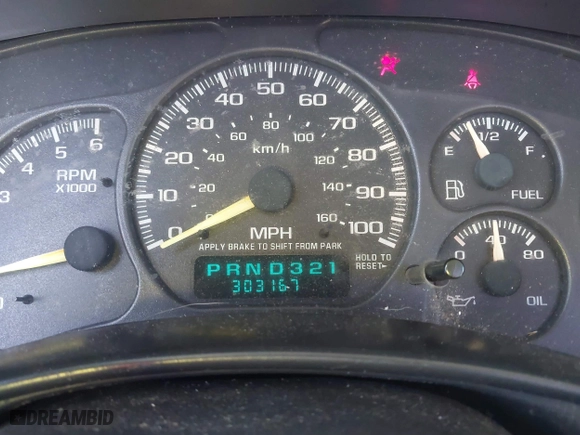 40 50 60
30 70
20 80
10 90
0 100
60 80 100
40 120
20 140
0 160
km/h
MPH
APPLY BRAKE TO SHIFT FROM PARK
HOLD TO
RESET
PRND321
303167
3 4 5 6
RPM
X1000
0
E 1/2 F
FUEL
0 40 80
OIL
DREAMBID